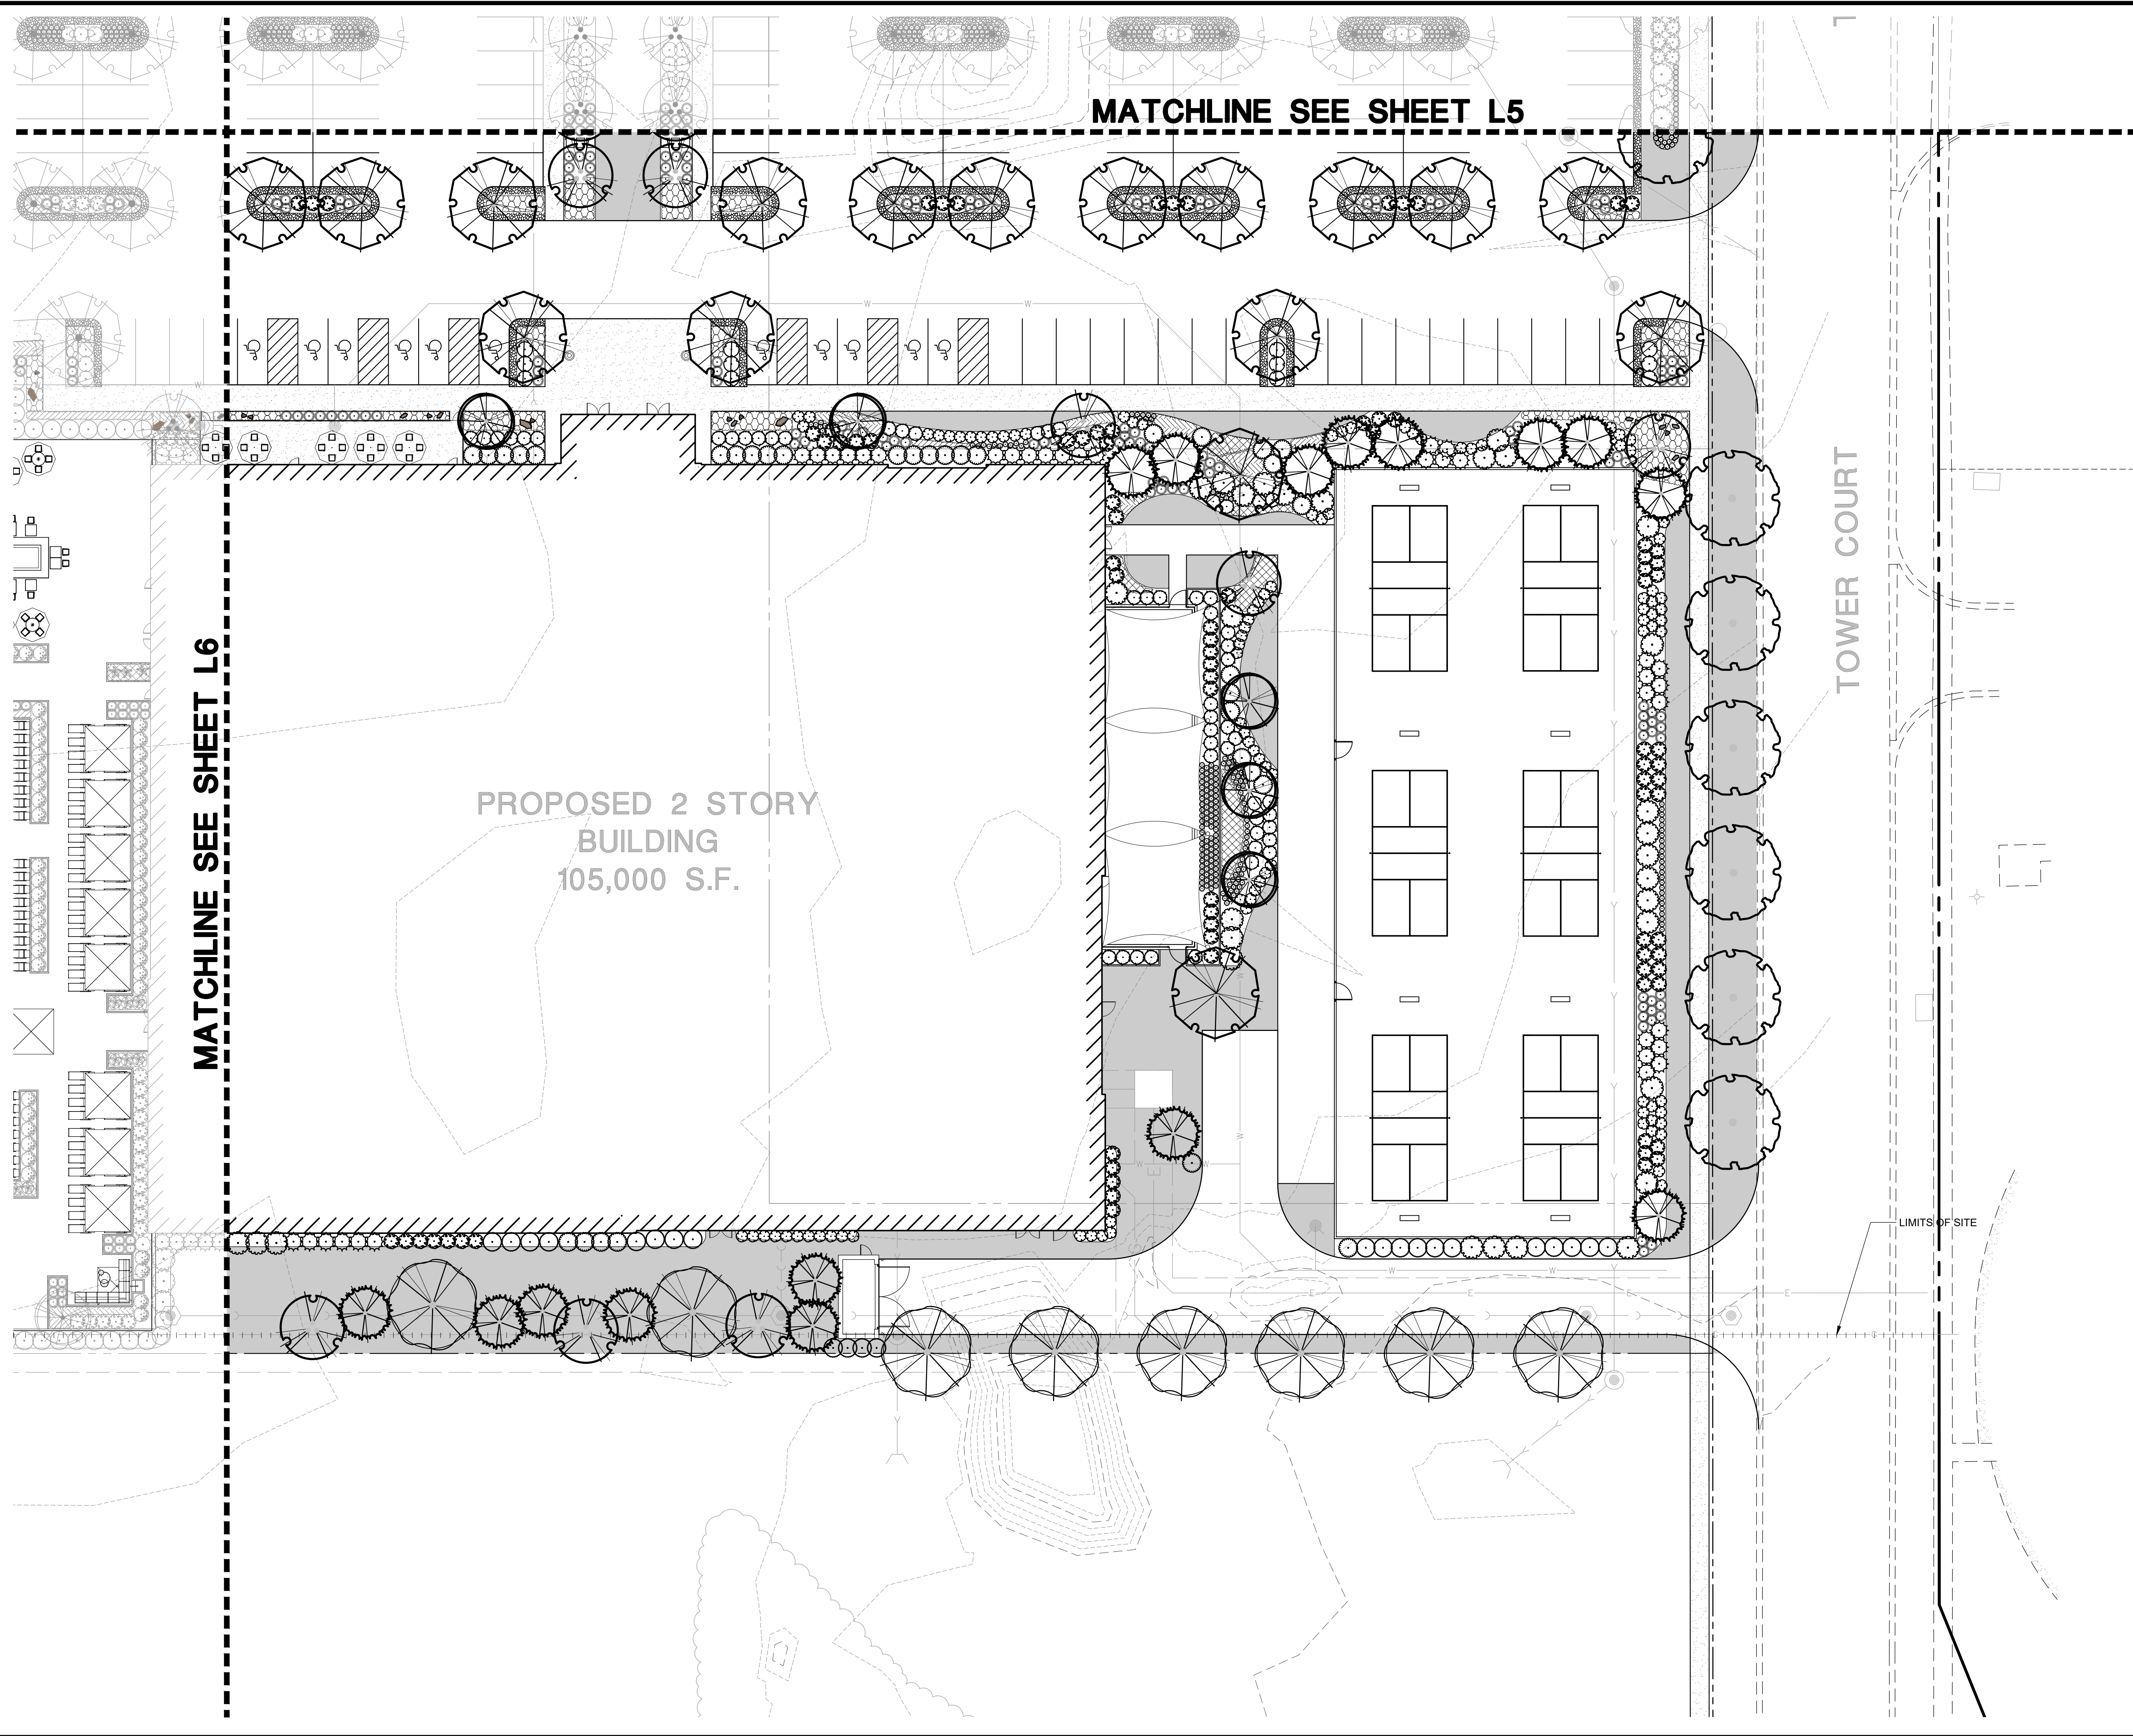 MATCHLINE SEE SHEET L5
MATCHLINE SEE SHEET L6
TOWER COURT
PROPOSED 2 STORY
BUILDING
105,000 S.F.
LIMITS OF SITE
W
W
W
W
W
W
W
W
W
E
E
E
E
G